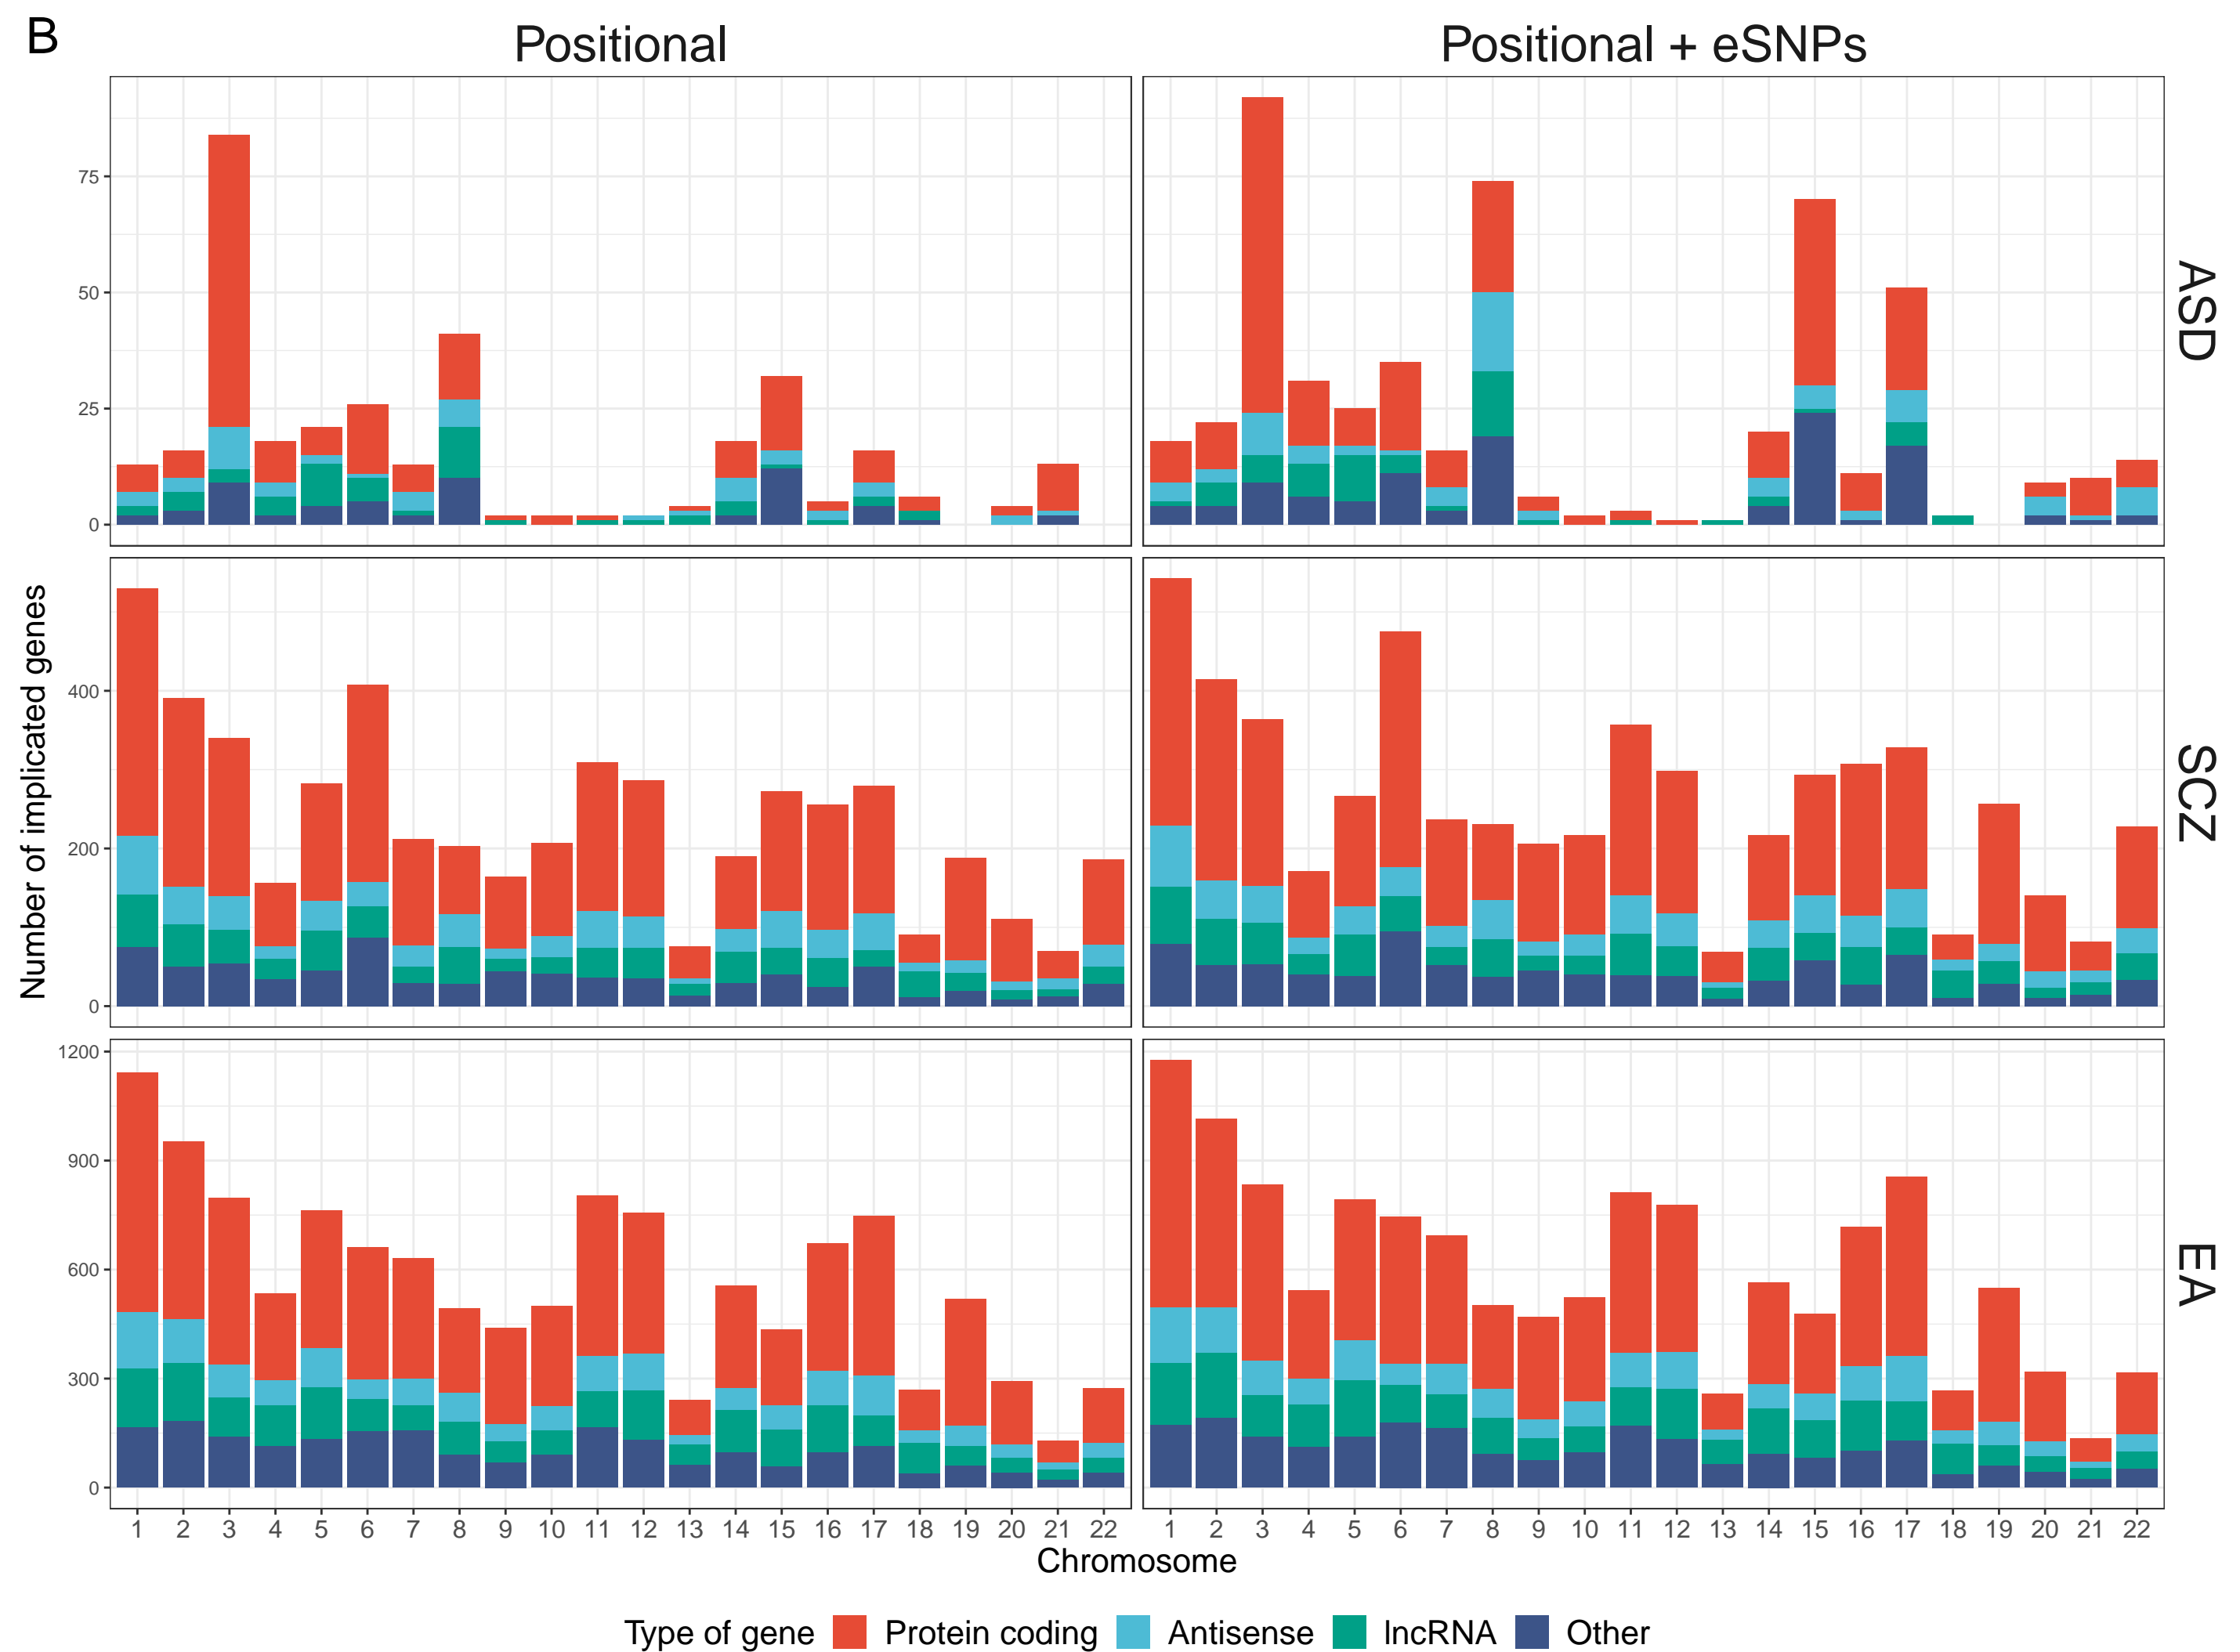 B
Positional
Positional + eSNPs
75
50
25
0
ASD
400
200
0
SCZ
Number of implicated genes
1200
900
600
300
0
EA
1 2 3 4 5 6 7 8 9 10 11 12 13 14 15 16 17 18 19 20 21 22
1 2 3 4 5 6 7 8 9 10 11 12 13 14 15 16 17 18 19 20 21 22
Chromosome
Type of gene Protein coding Antisense lncRNA Other